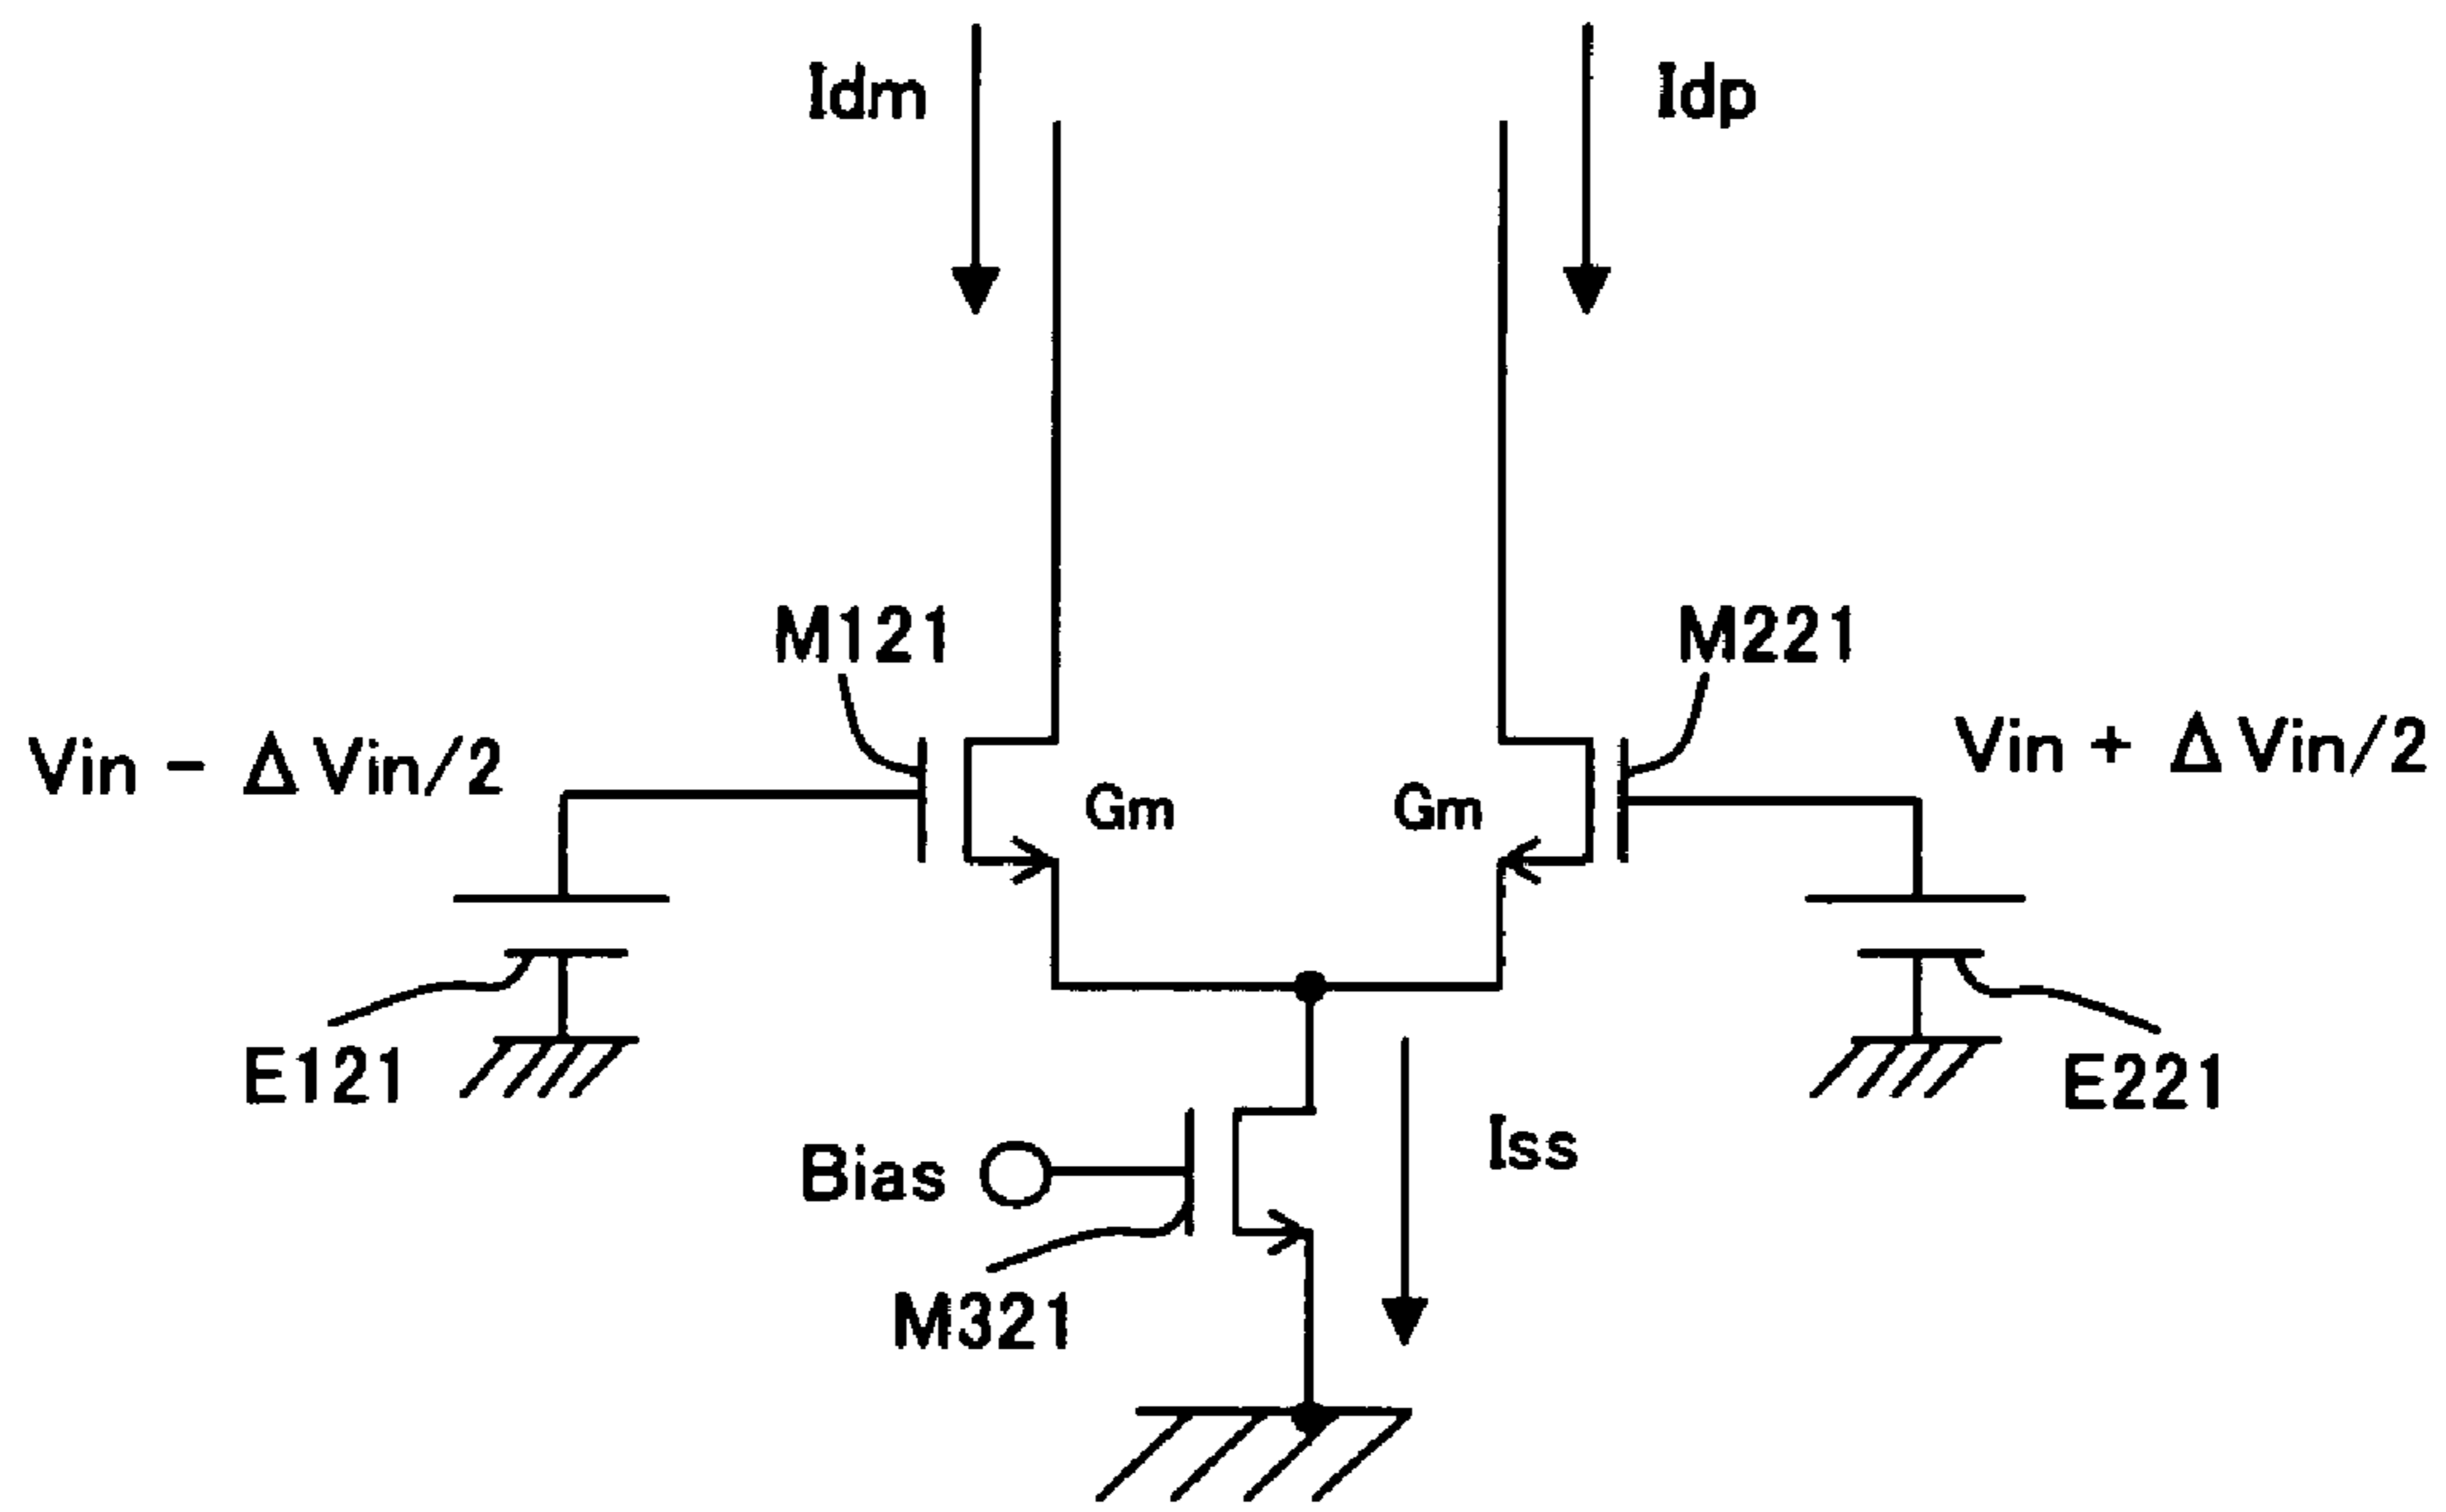 Idm
Idp
M121
M221
Vin - ΔVin/2
Vin + ΔVin/2
Gm
Gm
E121
E221
Bias
Iss
M321